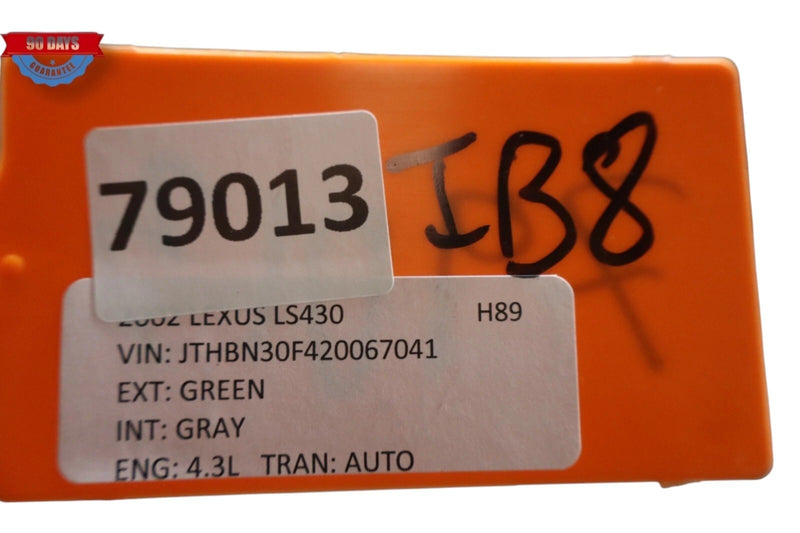 90 DAYS
GUARANTEE
79013
IB8
2002 LEXUS LS430 H89
VIN: JTHBN30F420067041
EXT: GREEN
INT: GRAY
ENG: 4.3L TRAN: AUTO